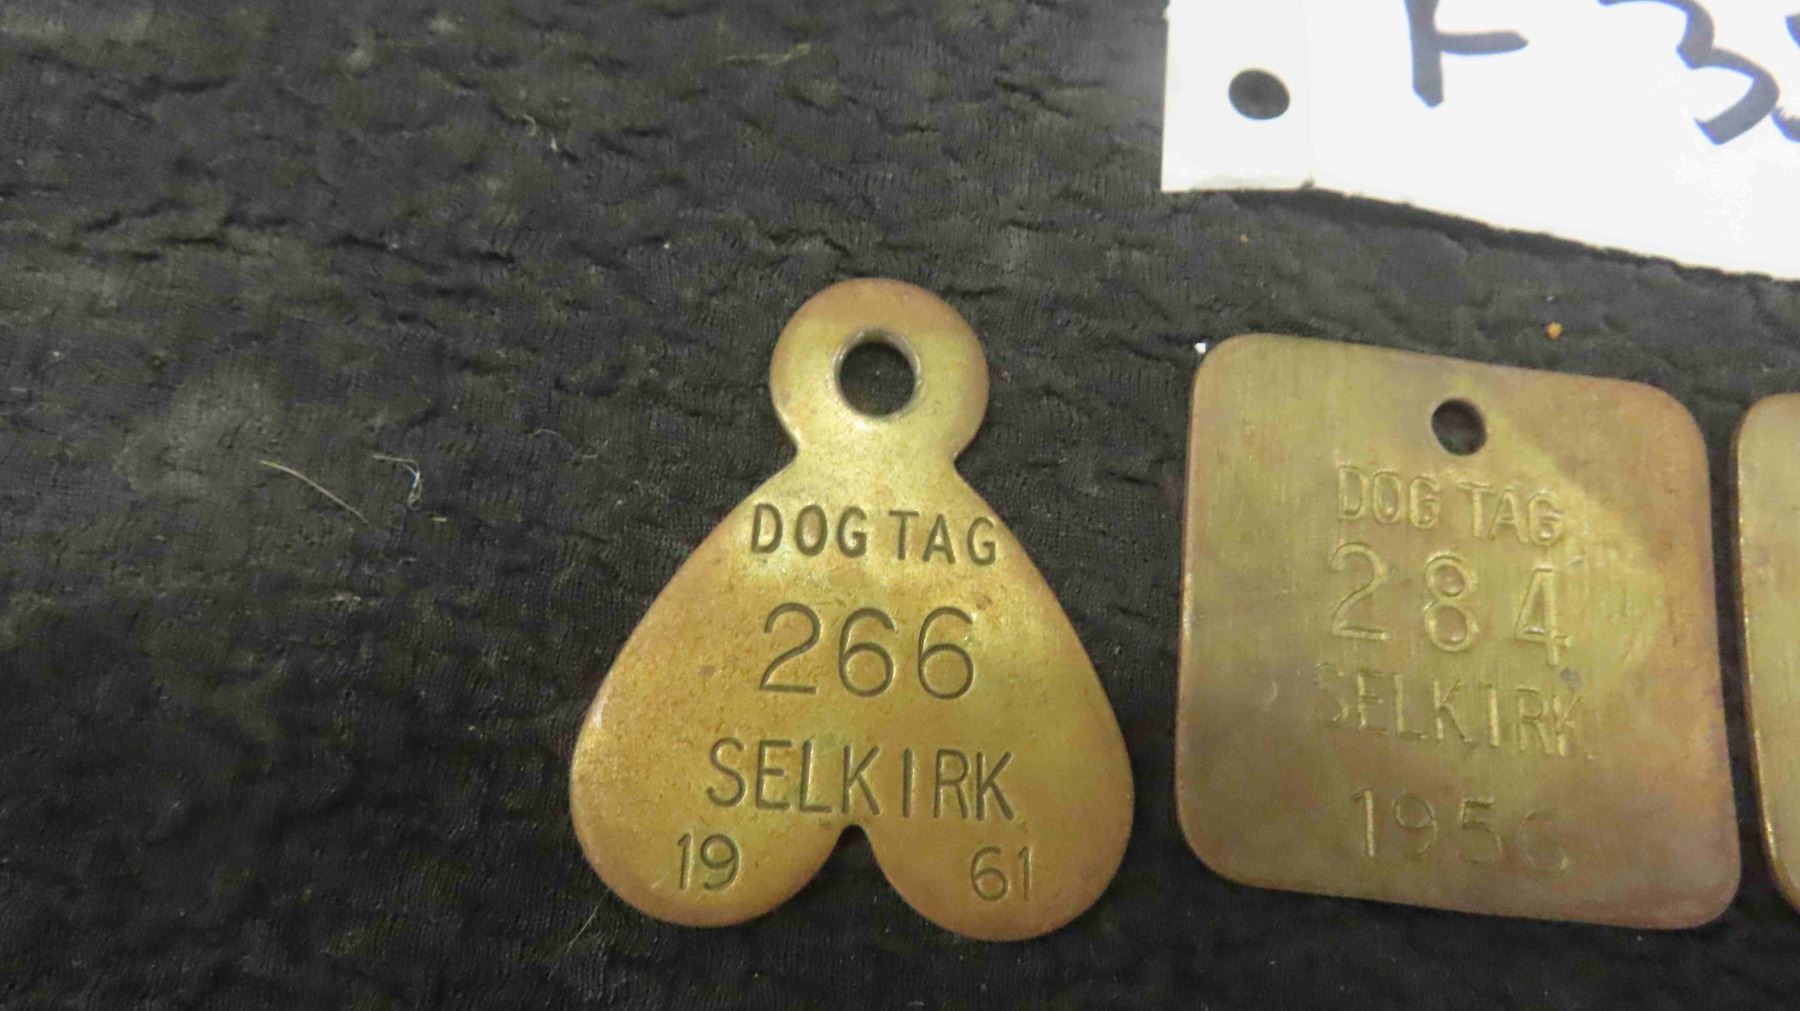 DOG TAG
266
SELKIRK
19 61
DOG TAG
284
SELKIRK
1956